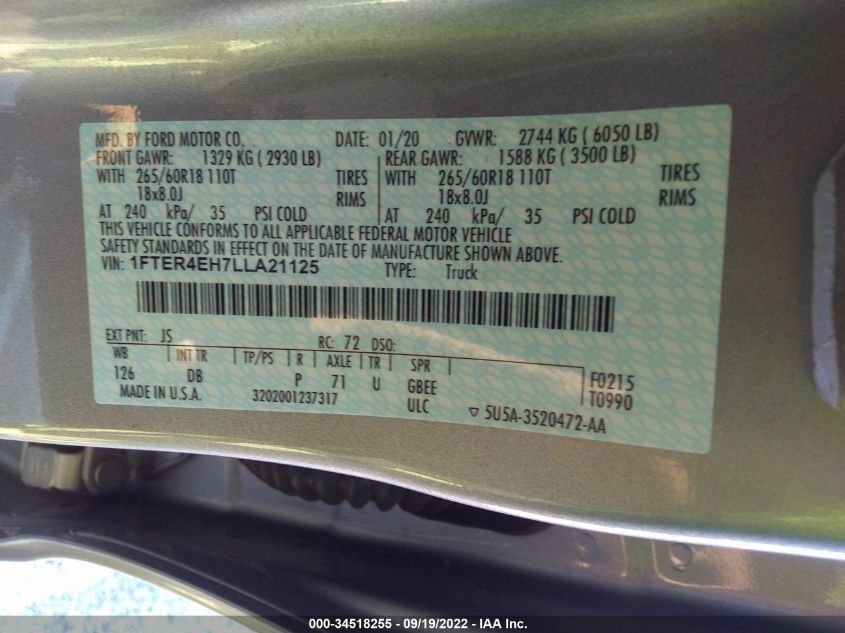 MFD. BY FORD MOTOR CO. DATE: 01/20 GVWR: 2744 KG ( 6050 LB)
FRONT GAWR: 1329 KG ( 2930 LB) REAR GAWR: 1588 KG ( 3500 LB)
WITH 265/60R18 110T TIRES WITH 265/60R18 110T TIRES
18x8.0J RIMS 18x8.0J RIMS
AT 240 kPa/ 35 PSI COLD AT 240 kPa/ 35 PSI COLD
THIS VEHICLE CONFORMS TO ALL APPLICABLE FEDERAL MOTOR VEHICLE
SAFETY STANDARDS IN EFFECT ON THE DATE OF MANUFACTURE SHOWN ABOVE.
VIN: 1FTER4EH7LLA21125 TYPE: Truck
EXT PNT: JS RC: 72 DSO:
WB INT TR TP/PS R AXLE TR SPR
126 DB P 71 U GBEE F0215
MADE IN U.S.A. 3202001237317 ULC T0990
▽ 5U5A-3520472-AA
000-34518255 - 09/19/2022 - IAA Inc.